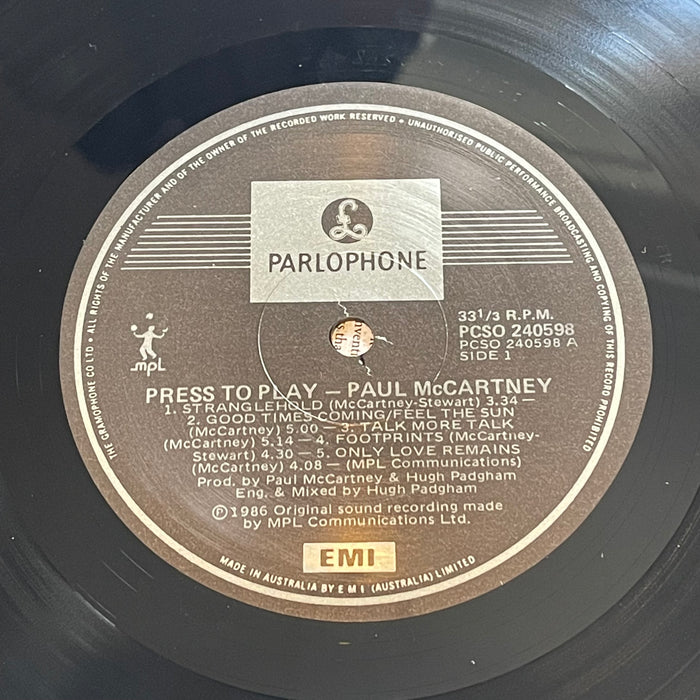 THE GRAMOPHONE CO LTD • ALL RIGHTS OF THE MANUFACTURER AND OF THE OWNER OF THE RECORDED WORK RESERVED • UNAUTHORISED PUBLIC PERFORMANCE BROADCASTING AND COPYING OF THIS RECORD PROHIBITED
£
PARLOPHONE
mpL
33 1/3 R.P.M.
PCSO 240598
PCSO 240598 A
SIDE 1
PRESS TO PLAY — PAUL McCARTNEY
1. STRANGLEHOLD (McCartney-Stewart) 3.34 —
2. GOOD TIMES COMING/FEEL THE SUN
(McCartney) 5.00 — 3. TALK MORE TALK
(McCartney) 5.14 — 4. FOOTPRINTS (McCartney-
Stewart) 4.30 — 5. ONLY LOVE REMAINS
(McCartney) 4.08 — (MPL Communications)
Prod. by Paul McCartney & Hugh Padgham
Eng. & Mixed by Hugh Padgham
℗ 1986 Original sound recording made
by MPL Communications Ltd.
EMI
MADE IN AUSTRALIA BY E M I (AUSTRALIA) LIMITED